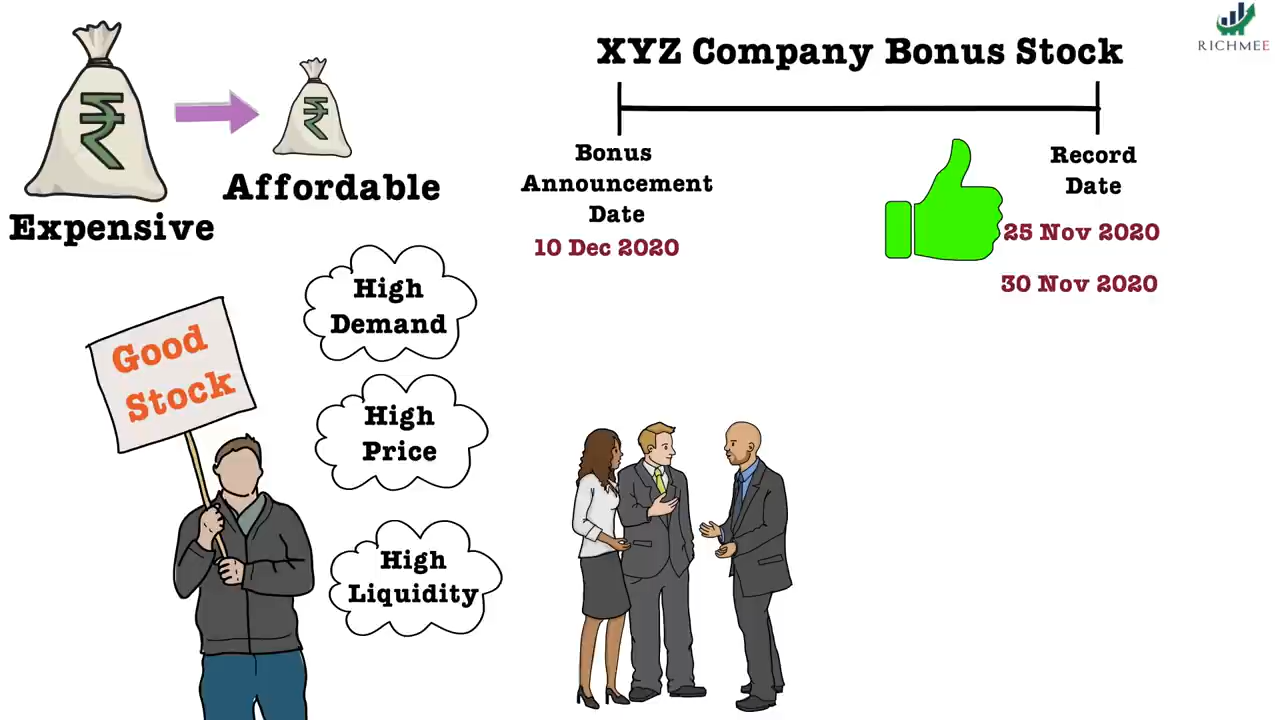 RICHMEE
XYZ Company Bonus Stock
₹
₹
Expensive
Affordable
Bonus
Announcement
Date
10 Dec 2020
Record
Date
25 Nov 2020
30 Nov 2020
Good
Stock
High
Demand
High
Price
High
Liquidity